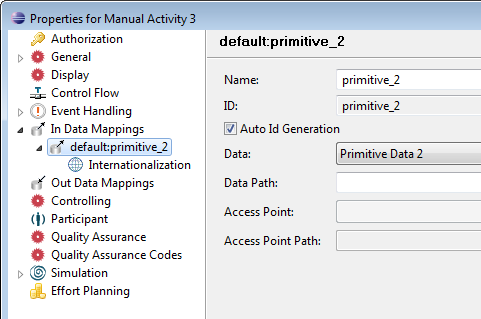 Properties for Manual Activity 3
Authorization
General
Display
Control Flow
Event Handling
In Data Mappings
default:primitive_2
Internationalization
Out Data Mappings
Controlling
Participant
Quality Assurance
Quality Assurance Codes
Simulation
Effort Planning
default:primitive_2
Name: primitive_2
ID: primitive_2
Auto Id Generation
Data: Primitive Data 2
Data Path:
Access Point:
Access Point Path: